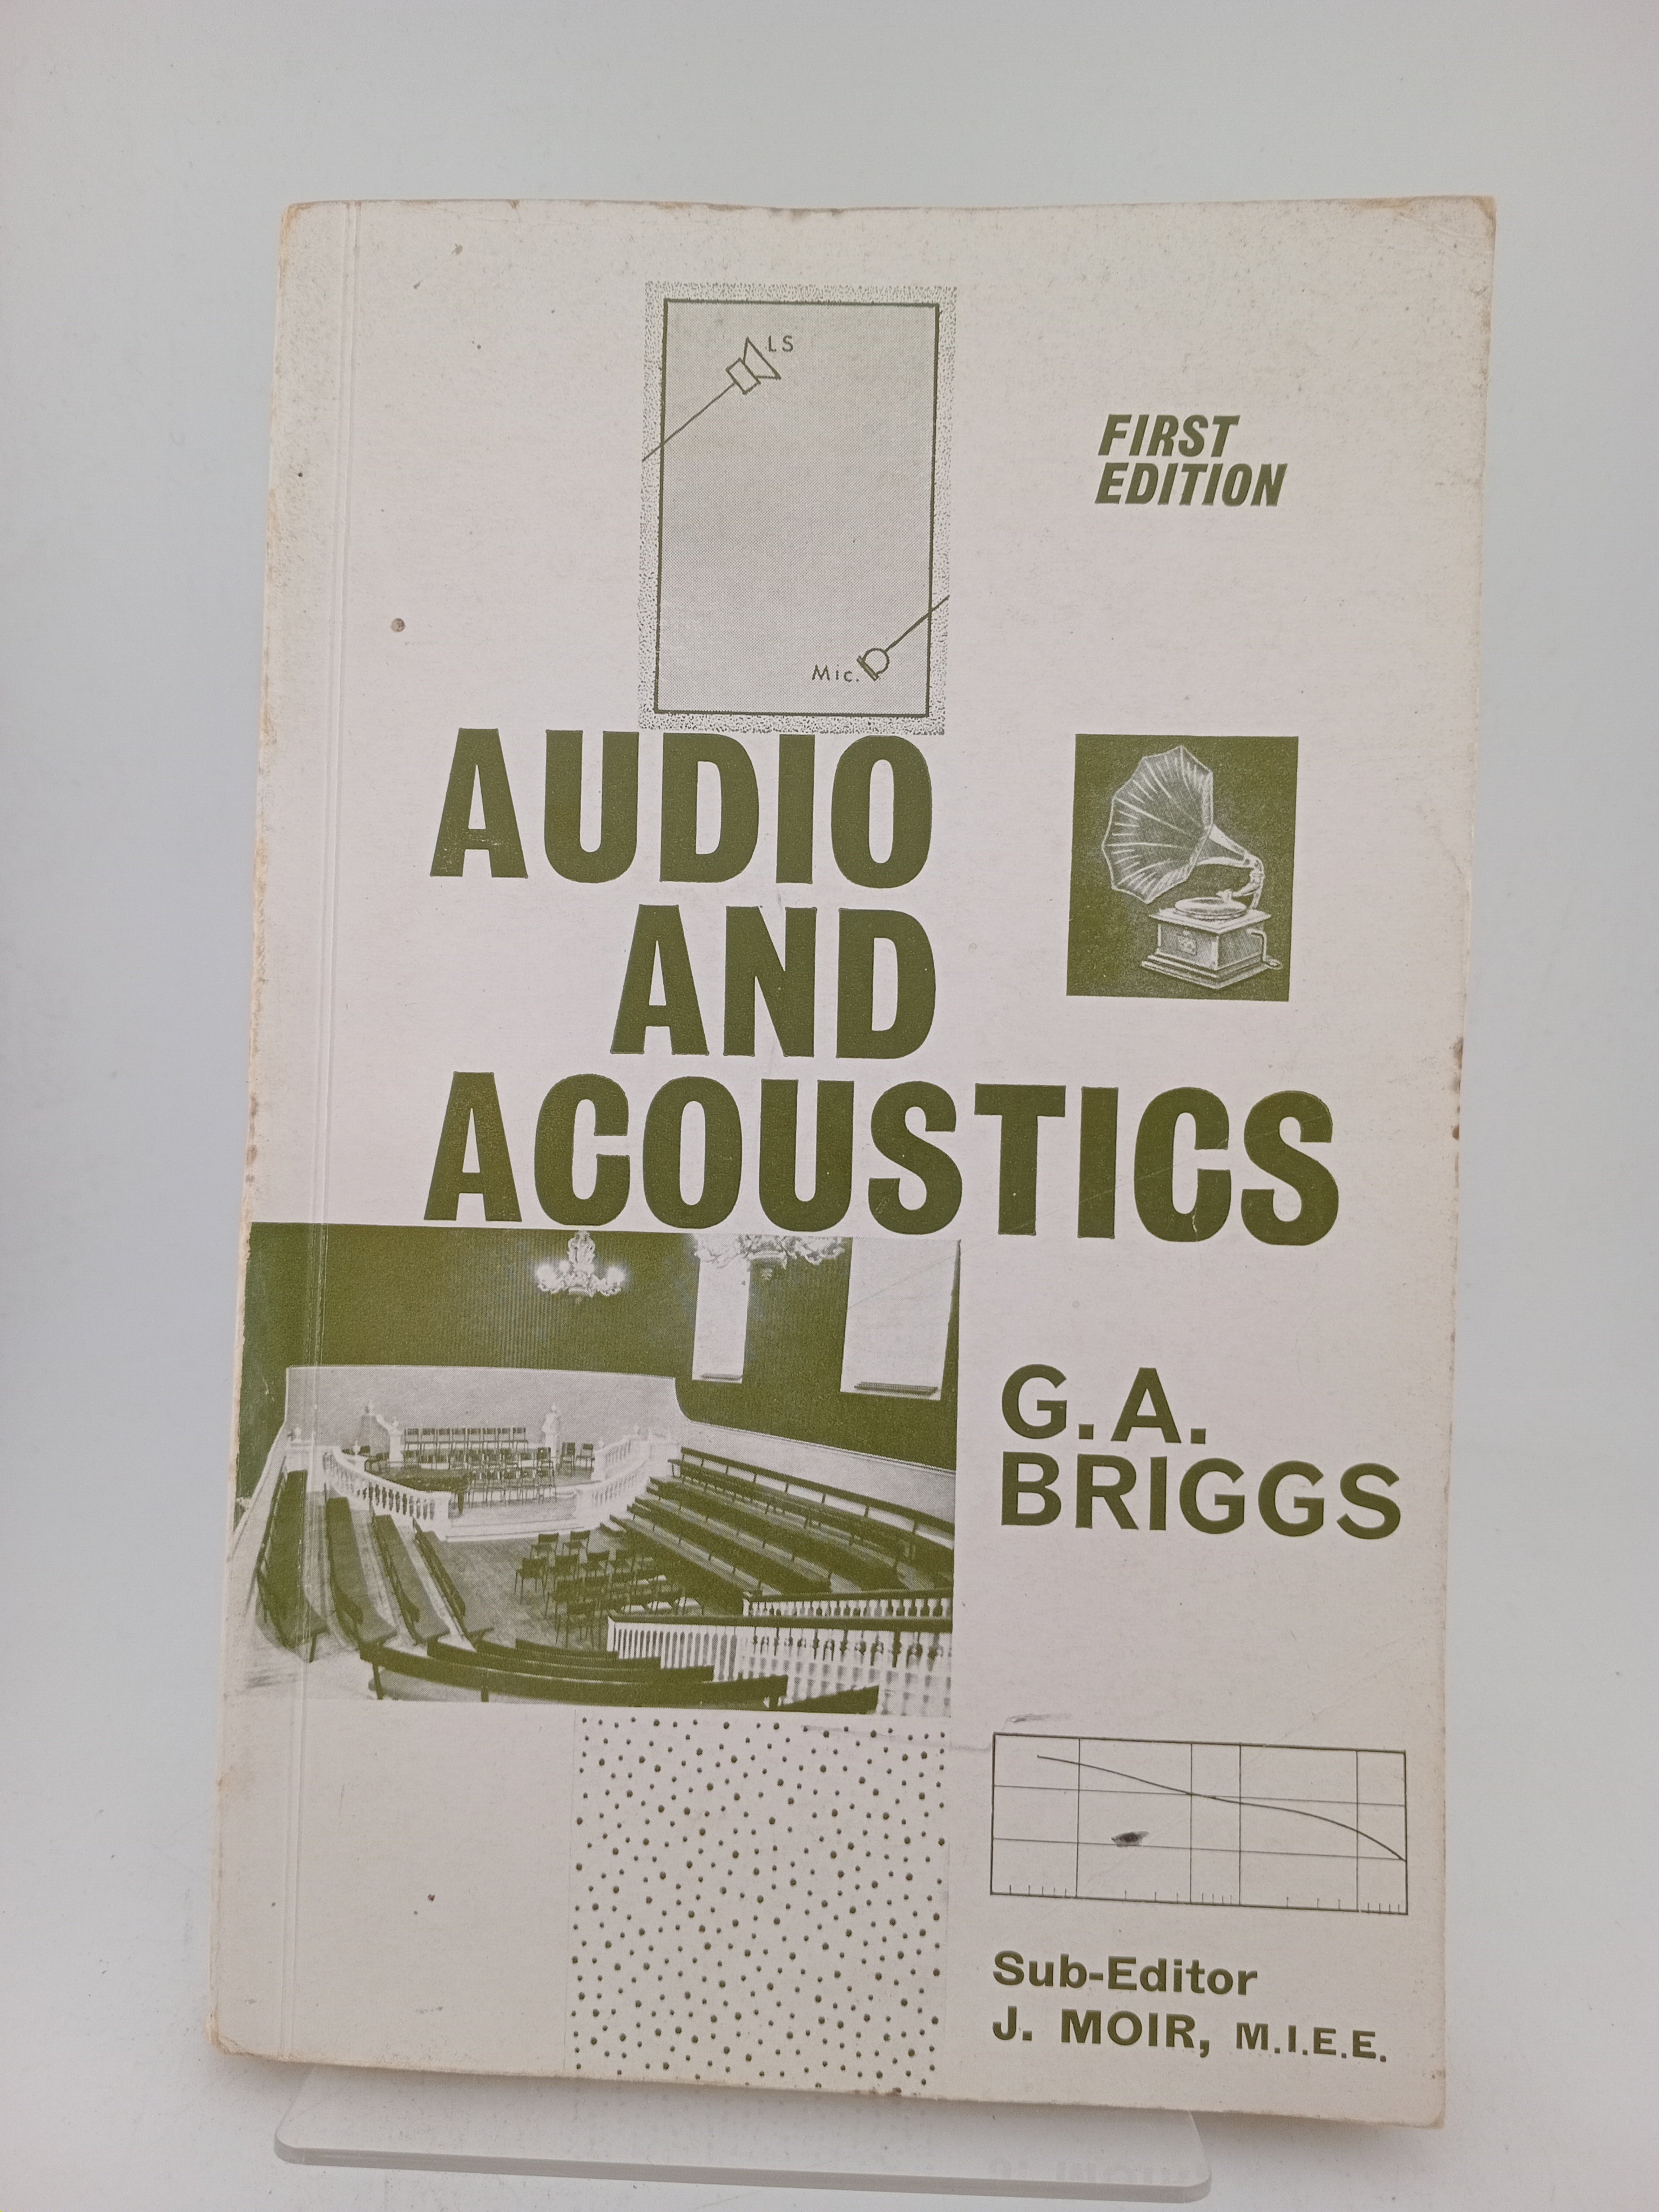 LS
FIRST
EDITION
Mic.
AUDIO
AND
ACOUSTICS
G. A.
BRIGGS
Sub-Editor
J. MOIR, M.I.E.E.